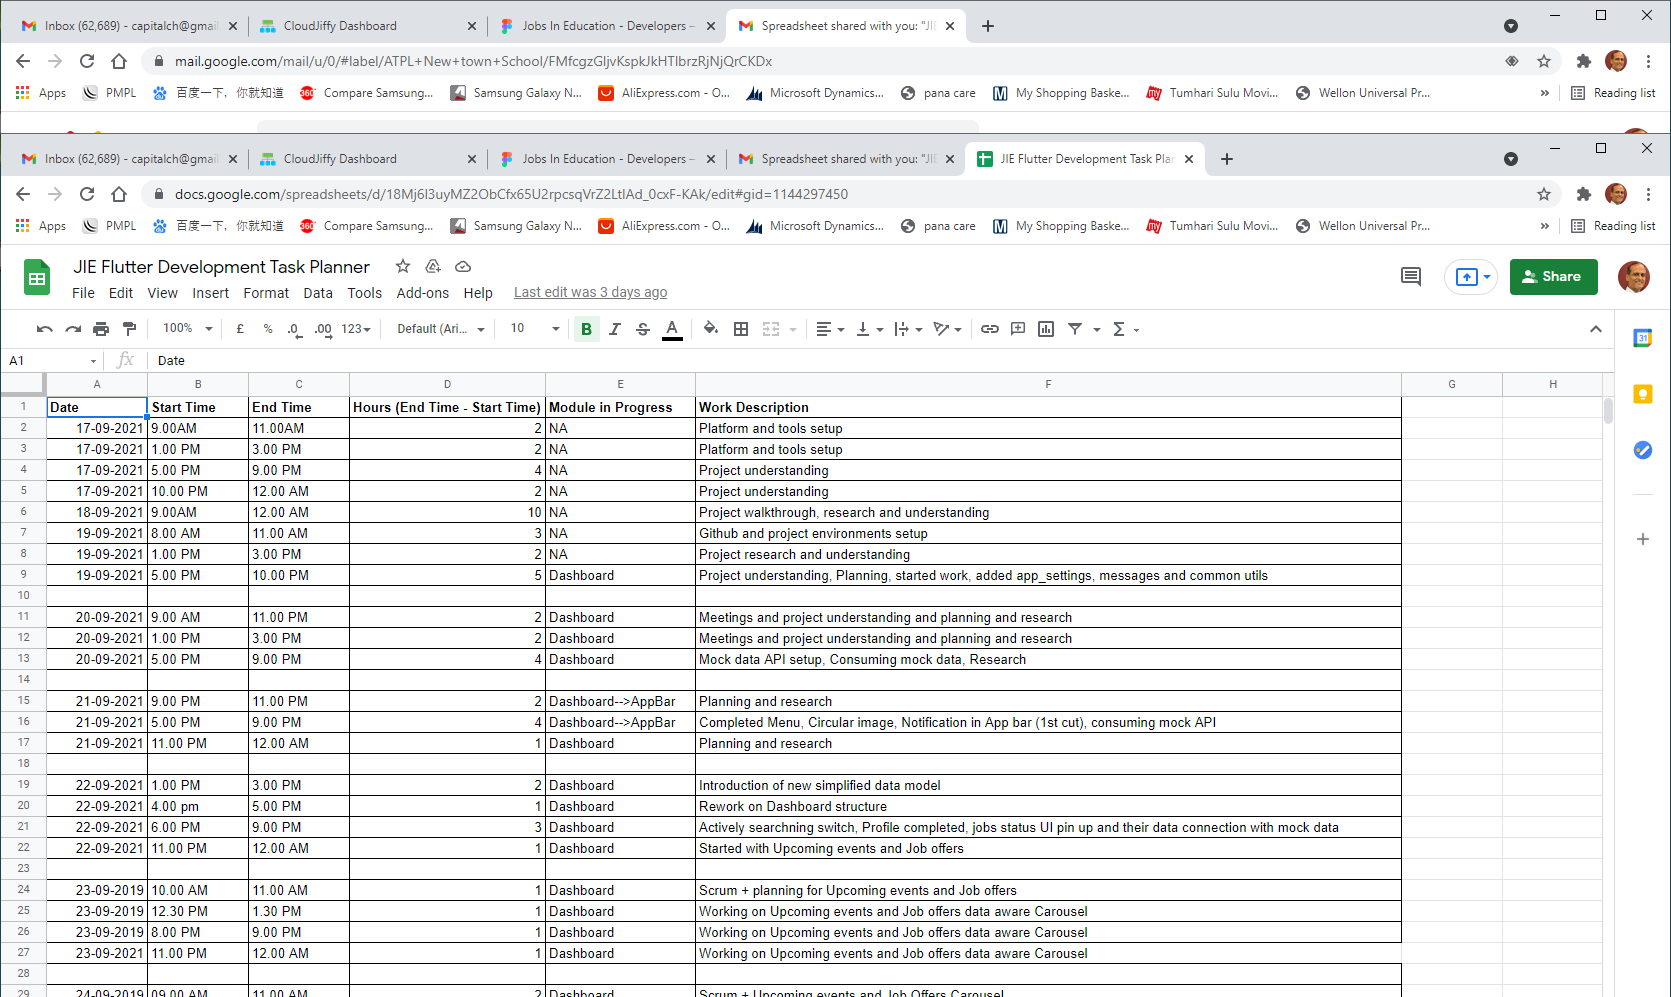 Inbox (62,689) - capitalch@gmai
CloudJiffy Dashboard
Jobs In Education - Developers –
Spreadsheet shared with you: "JI
mail.google.com/mail/u/0/#label/ATPL+New+town+School/FMfcgzGljvKspkJkHTlbrzRjNjQrCKDx
Apps PMPL 百度一下，你就知道 Compare Samsung... Samsung Galaxy N... AliExpress.com - O... Microsoft Dynamics... pana care My Shopping Baske... Tumhari Sulu Movi... Wellon Universal Pr... » Reading list
Inbox (62,689) - capitalch@gmai
CloudJiffy Dashboard
Jobs In Education - Developers –
Spreadsheet shared with you: "JI
JIE Flutter Development Task Plan
docs.google.com/spreadsheets/d/18Mj6I3uyMZ2ObCfx65U2rpcsqVrZ2LtlAd_0cxF-KAk/edit#gid=1144297450
Apps PMPL 百度一下，你就知道 Compare Samsung... Samsung Galaxy N... AliExpress.com - O... Microsoft Dynamics... pana care My Shopping Baske... Tumhari Sulu Movi... Wellon Universal Pr... » Reading list
JIE Flutter Development Task Planner
File Edit View Insert Format Data Tools Add-ons Help Last edit was 3 days ago
Share
100% £ % .0 .00 123 Default (Ari... 10 B I S A Σ
31
A1 fx Date
A B C D E F G H
1 Date Start Time End Time Hours (End Time - Start Time) Module in Progress Work Description
2 17-09-2021 9.00AM 11.00AM 2 NA Platform and tools setup
3 17-09-2021 1.00 PM 3.00 PM 2 NA Platform and tools setup
4 17-09-2021 5.00 PM 9.00 PM 4 NA Project understanding
5 17-09-2021 10.00 PM 12.00 AM 2 NA Project understanding
6 18-09-2021 9.00AM 12.00 AM 10 NA Project walkthrough, research and understanding
7 19-09-2021 8.00 AM 11.00 AM 3 NA Github and project environments setup
8 19-09-2021 1.00 PM 3.00 PM 2 NA Project research and understanding
9 19-09-2021 5.00 PM 10.00 PM 5 Dashboard Project understanding, Planning, started work, added app_settings, messages and common utils
10
11 20-09-2021 9.00 AM 11.00 PM 2 Dashboard Meetings and project understanding and planning and research
12 20-09-2021 1.00 PM 3.00 PM 2 Dashboard Meetings and project understanding and planning and research
13 20-09-2021 5.00 PM 9.00 PM 4 Dashboard Mock data API setup, Consuming mock data, Research
14
15 21-09-2021 9.00 PM 11.00 PM 2 Dashboard-->AppBar Planning and research
16 21-09-2021 5.00 PM 9.00 PM 4 Dashboard-->AppBar Completed Menu, Circular image, Notification in App bar (1st cut), consuming mock API
17 21-09-2021 11.00 PM 12.00 AM 1 Dashboard Planning and research
18
19 22-09-2021 1.00 PM 3.00 PM 2 Dashboard Introduction of new simplified data model
20 22-09-2021 4.00 pm 5.00 PM 1 Dashboard Rework on Dashboard structure
21 22-09-2021 6.00 PM 9.00 PM 3 Dashboard Actively searchning switch, Profile completed, jobs status UI pin up and their data connection with mock data
22 22-09-2021 11.00 PM 12.00 AM 1 Dashboard Started with Upcoming events and Job offers
23
24 23-09-2019 10.00 AM 11.00 AM 1 Dashboard Scrum + planning for Upcoming events and Job offers
25 23-09-2019 12.30 PM 1.30 PM 1 Dashboard Working on Upcoming events and Job offers data aware Carousel
26 23-09-2019 8.00 PM 9.00 PM 1 Dashboard Working on Upcoming events and Job offers data aware Carousel
27 23-09-2021 11.00 PM 12.00 AM 1 Dashboard Working on Upcoming events and Job offers data aware Carousel
28
29 24-09-2019 09.00 AM 11.00 AM 2 Dashboard Scrum + Upcoming events and Job Offers Carousel